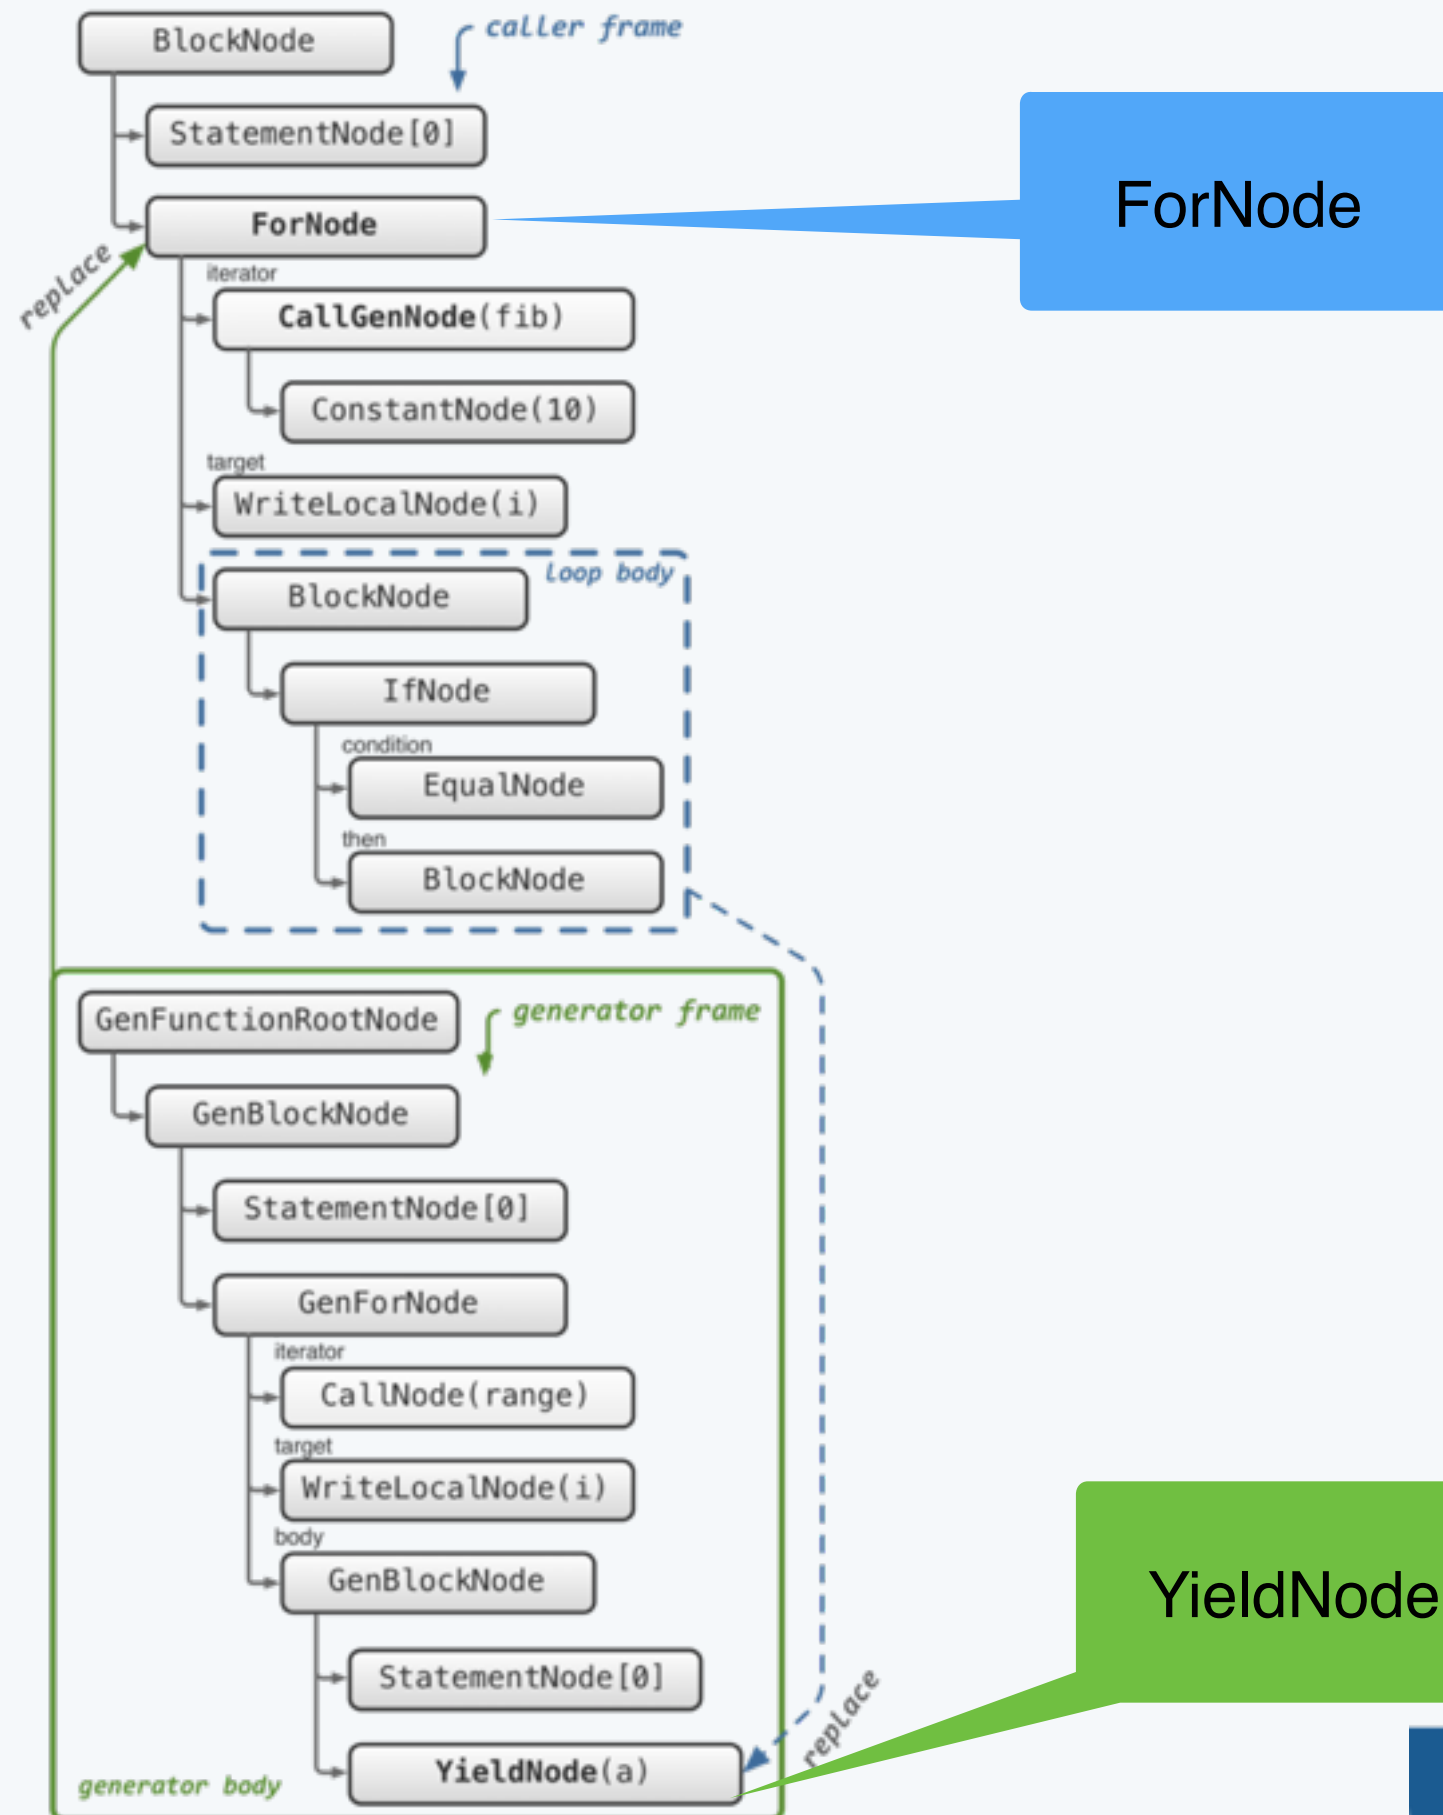 BlockNode
caller frame
StatementNode[0]
ForNode
ForNode
replace
iterator
CallGenNode(fib)
ConstantNode(10)
target
WriteLocalNode(i)
loop body
BlockNode
IfNode
condition
EqualNode
then
BlockNode
GenFunctionRootNode
generator frame
GenBlockNode
StatementNode[0]
GenForNode
iterator
CallNode(range)
target
WriteLocalNode(i)
body
GenBlockNode
YieldNode
StatementNode[0]
replace
YieldNode(a)
generator body